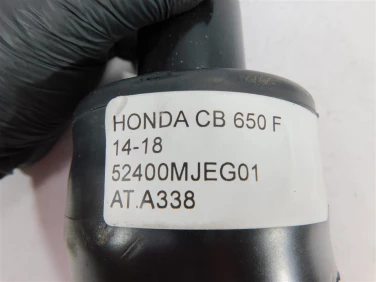 HONDA CB 650 F
14-18
52400MJEG01
AT.A338